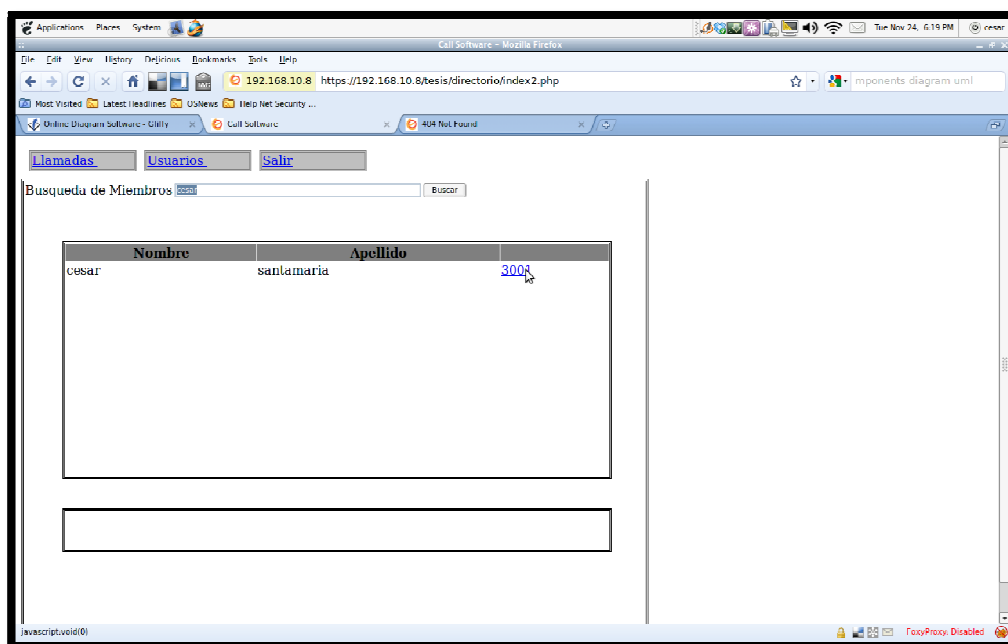 Applications Places System Tue Nov 24, 6:19 PM cesar
Call Software - Mozilla Firefox
File Edit View History Delicious Bookmarks Tools Help
192.168.10.8 https://192.168.10.8/tesis/directorio/index2.php mponents diagram uml
Most Visited Latest Headlines OSNews Help Net Security ...
Online Diagram Software - Gliffy Call Software 404 Not Found
Llamadas Usuarios Salir
Busqueda de Miembros cesar Buscar
Nombre Apellido
cesar santamaria 3001
javascript:void(0) FoxyProxy: Disabled